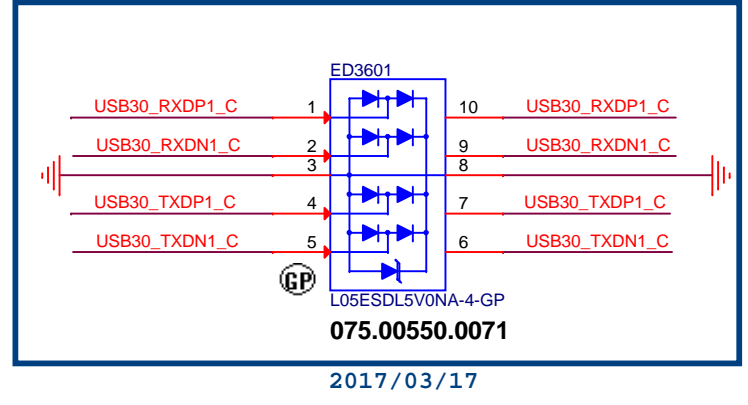 ED3601
USB30_RXDP1_C 1 10 USB30_RXDP1_C
USB30_RXDN1_C 2 9 USB30_RXDN1_C
3 8
USB30_TXDP1_C 4 7 USB30_TXDP1_C
USB30_TXDN1_C 5 6 USB30_TXDN1_C
GP
L05ESDL5V0NA-4-GP
075.00550.0071
2017/03/17